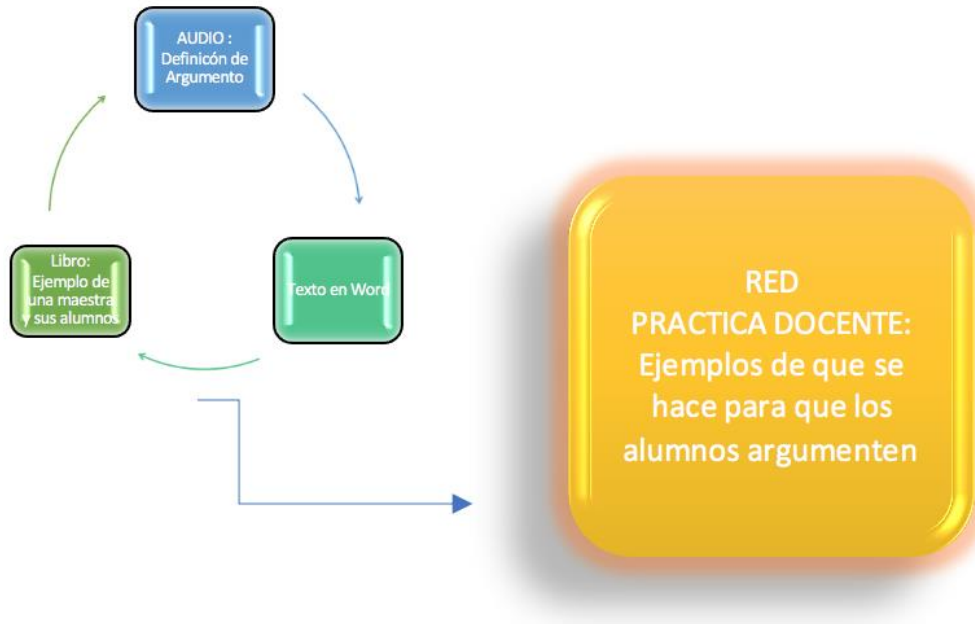 AUDIO :
Definicón de
Argumento
Libro:
Ejemplo de
una maestra
y sus alumnos
Texto en Word
RED
PRACTICA DOCENTE:
Ejemplos de que se
hace para que los
alumnos argumenten